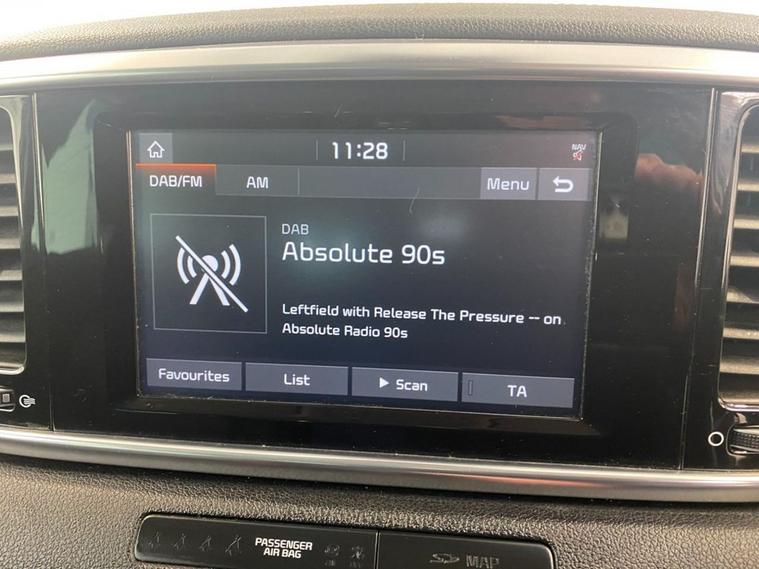 11:28
NAV
DAB/FM AM Menu
DAB
Absolute 90s
Leftfield with Release The Pressure -- on
Absolute Radio 90s
Favourites List Scan TA
PASSENGER
AIR BAG
MAP